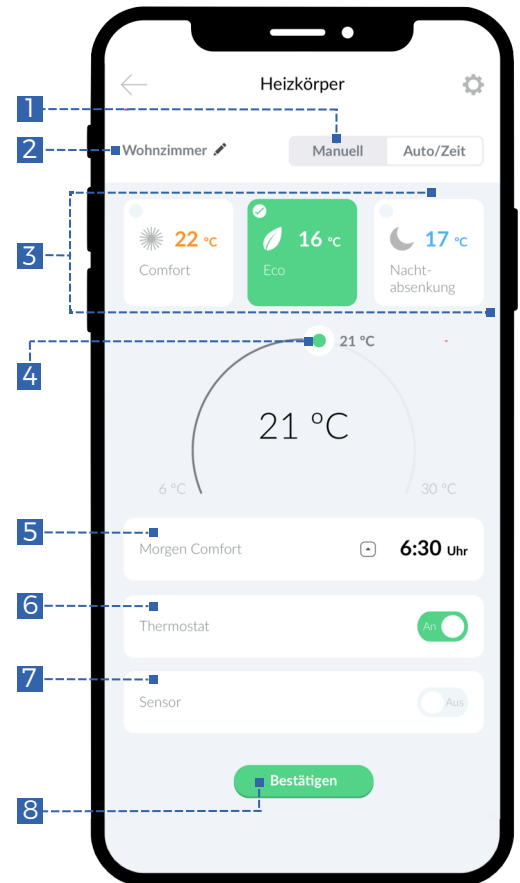 Heizkörper
1
2
Wohnzimmer
Manuell
Auto/Zeit
3
22 °C
Comfort
16 °C
Eco
17 °C
Nacht-
absenkung
4
21 °C
21 °C
6 °C
30 °C
5
Morgen Comfort
6:30 Uhr
6
Thermostat
An
7
Sensor
Aus
Bestätigen
8